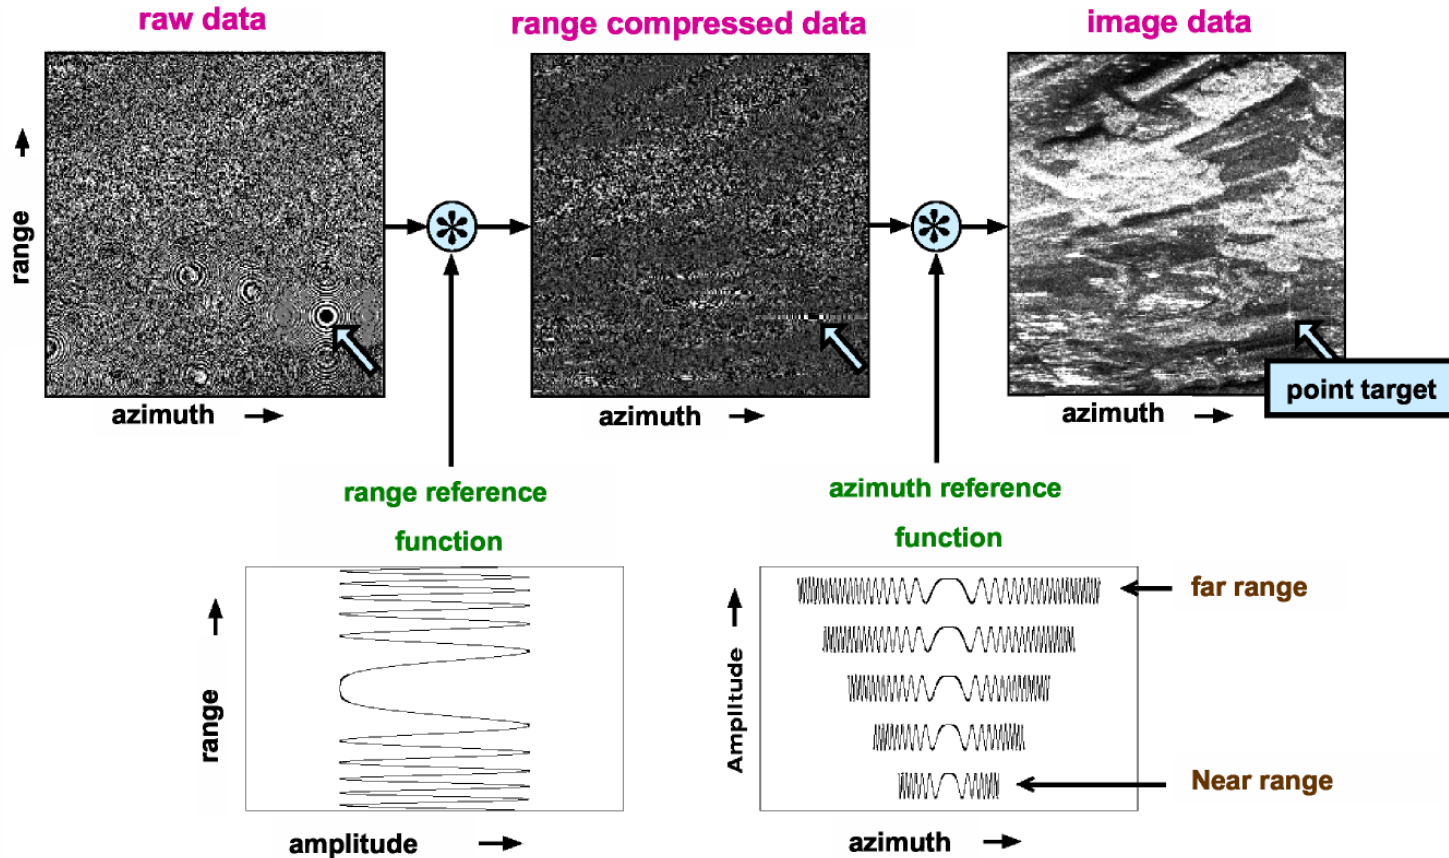 raw data
range compressed data
image data
range
azimuth
azimuth
azimuth
point target
range reference
function
azimuth reference
function
range
amplitude
Amplitude
azimuth
far range
Near range